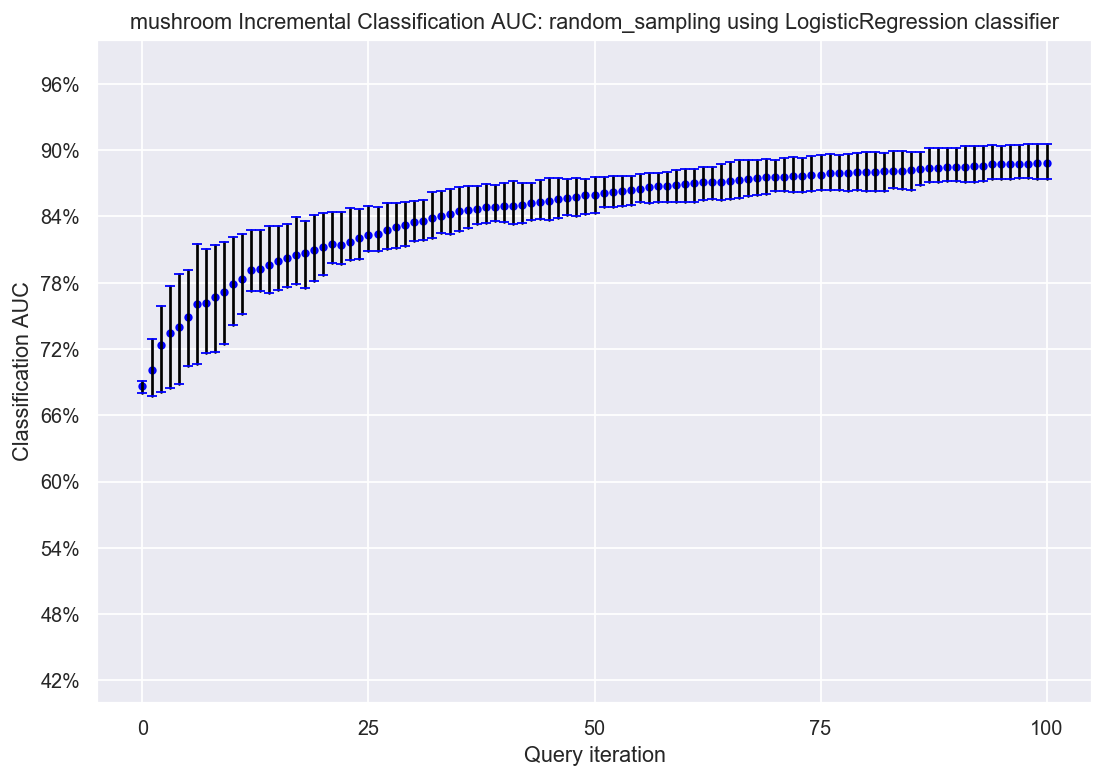 mushroom Incremental Classification AUC: random_sampling using LogisticRegression classifier
96%
90%
84%
78%
72%
66%
60%
54%
48%
42%
Classification AUC
0 25 50 75 100
Query iteration